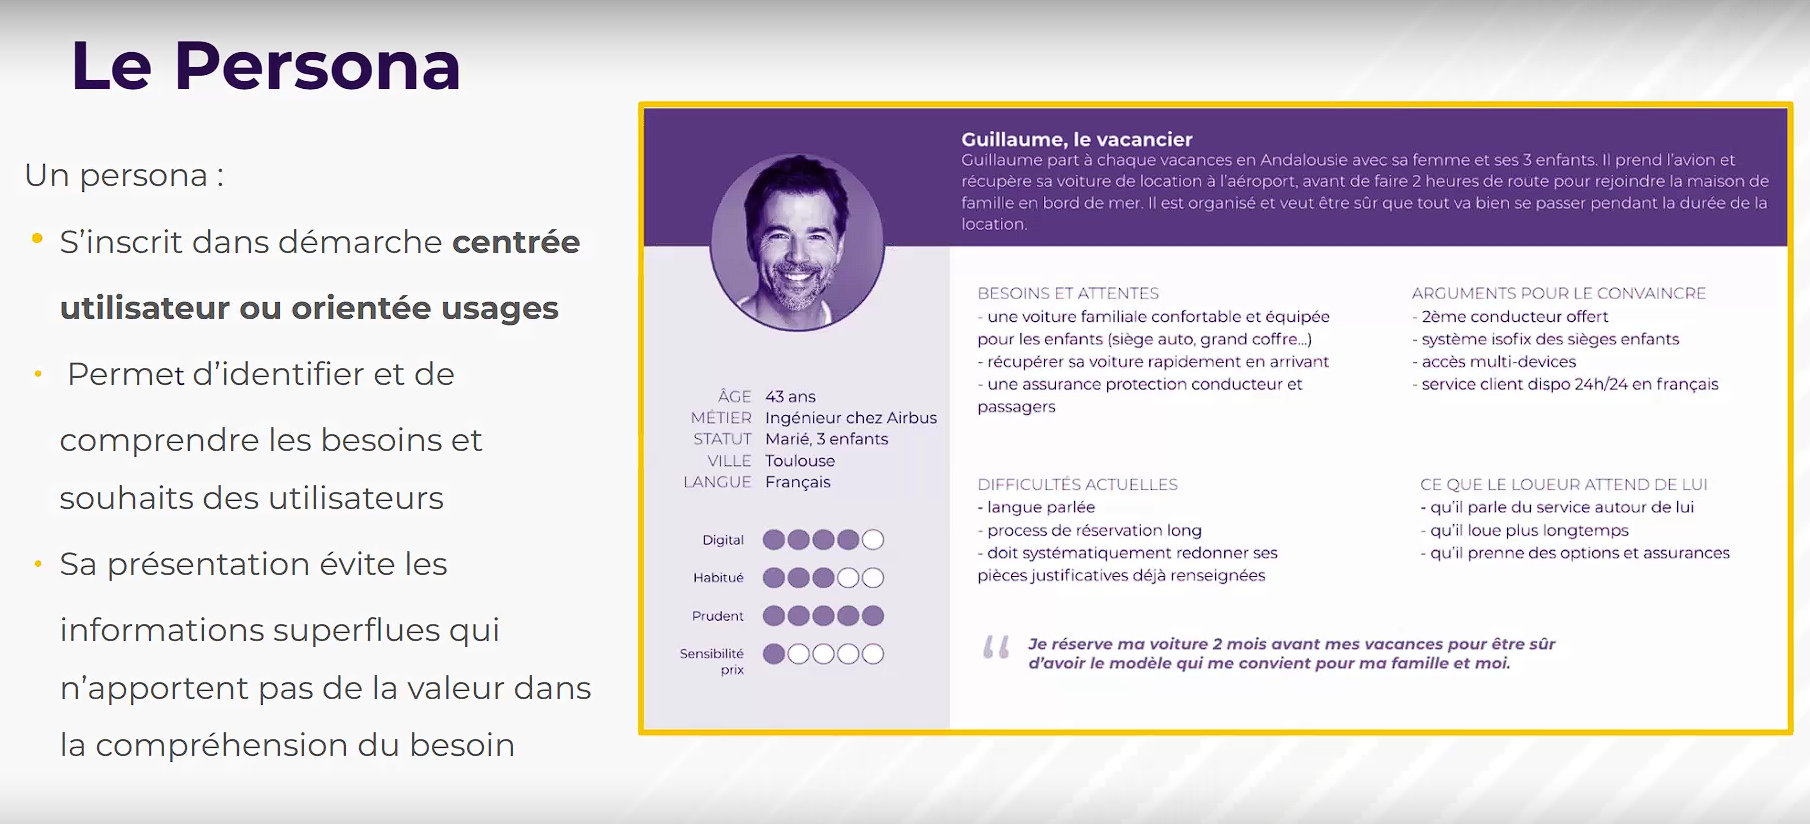 Le Persona
Un persona :
• S’inscrit dans démarche centrée
utilisateur ou orientée usages
• Permet d’identifier et de
comprendre les besoins et
souhaits des utilisateurs
• Sa présentation évite les
informations superflues qui
n’apportent pas de la valeur dans
la compréhension du besoin
Guillaume, le vacancier
Guillaume part à chaque vacances en Andalousie avec sa femme et ses 3 enfants. Il prend l’avion et
récupère sa voiture de location à l’aéroport, avant de faire 2 heures de route pour rejoindre la maison de
famille en bord de mer. Il est organisé et veut être sûr que tout va bien se passer pendant la durée de la
location.
ÂGE 43 ans
MÉTIER Ingénieur chez Airbus
STATUT Marié, 3 enfants
VILLE Toulouse
LANGUE Français
Digital
Habitué
Prudent
Sensibilité
prix
BESOINS ET ATTENTES
- une voiture familiale confortable et équipée
pour les enfants (siège auto, grand coffre...)
- récupérer sa voiture rapidement en arrivant
- une assurance protection conducteur et
passagers
ARGUMENTS POUR LE CONVAINCRE
- 2ème conducteur offert
- système isofix des sièges enfants
- accès multi-devices
- service client dispo 24h/24 en français
DIFFICULTÉS ACTUELLES
- langue parlée
- process de réservation long
- doit systématiquement redonner ses
pièces justificatives déjà renseignées
CE QUE LE LOUEUR ATTEND DE LUI
- qu’il parle du service autour de lui
- qu’il loue plus longtemps
- qu’il prenne des options et assurances
“ Je réserve ma voiture 2 mois avant mes vacances pour être sûr
d’avoir le modèle qui me convient pour ma famille et moi.